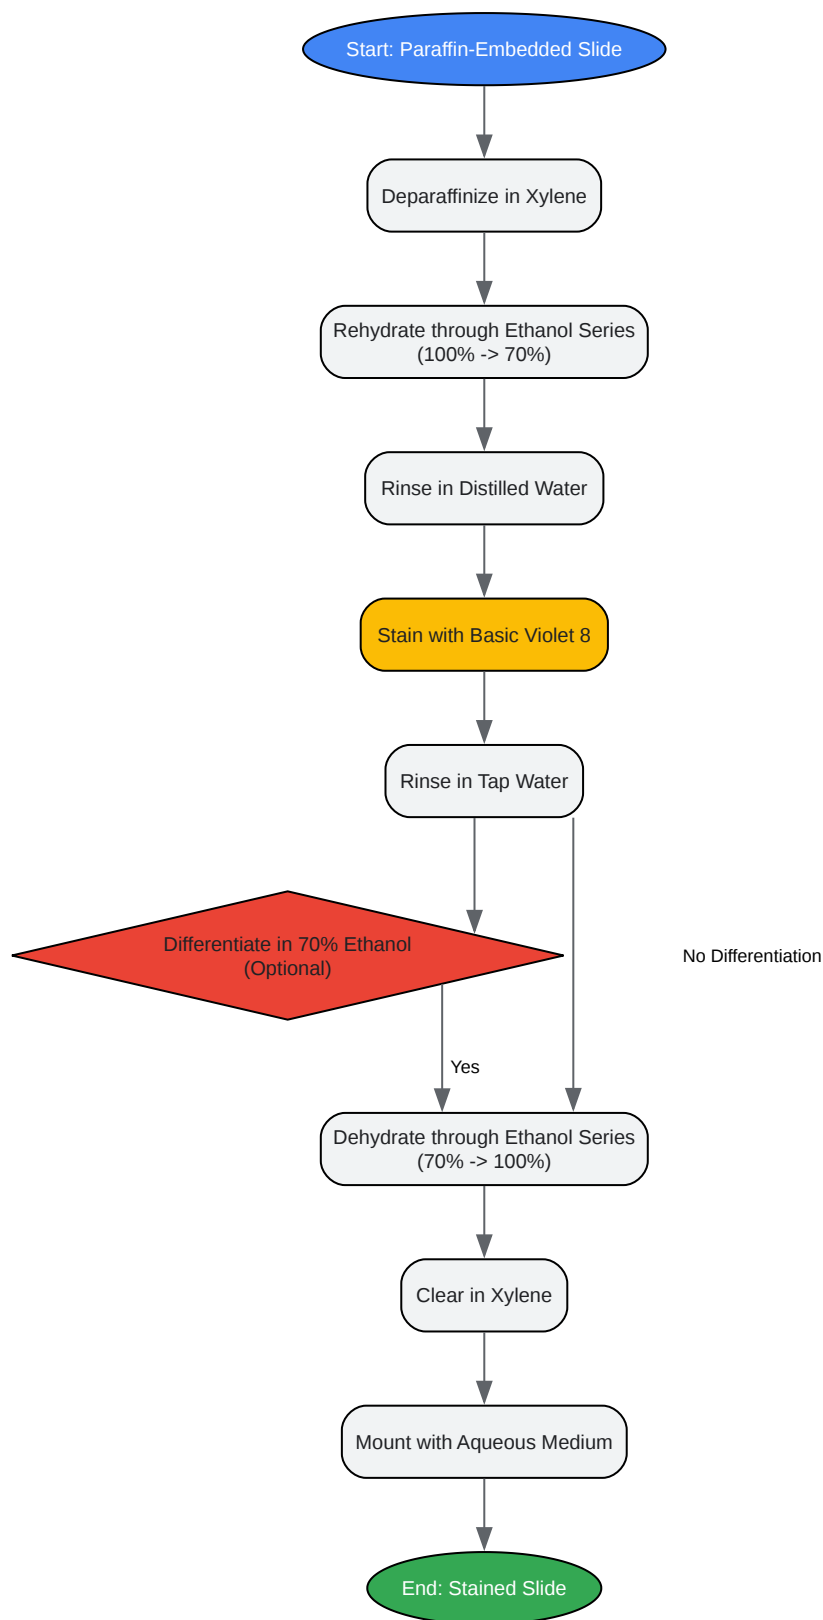 Start: Paraffin-Embedded Slide
Deparaffinize in Xylene
Rehydrate through Ethanol Series
(100% -> 70%)
Rinse in Distilled Water
Stain with Basic Violet 8
Rinse in Tap Water
Differentiate in 70% Ethanol
(Optional)
No Differentiation
Yes
Dehydrate through Ethanol Series
(70% -> 100%)
Clear in Xylene
Mount with Aqueous Medium
End: Stained Slide